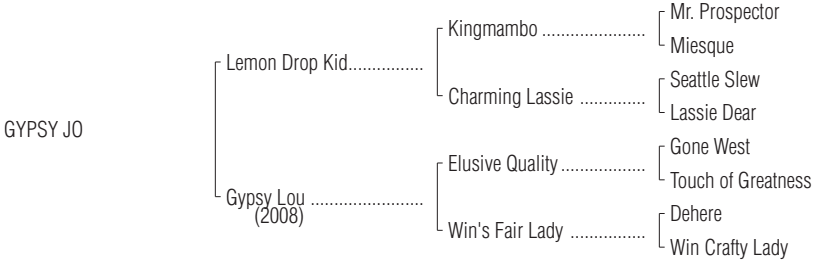 Mr. Prospector
Kingmambo ......................
Miesque
Lemon Drop Kid................
Seattle Slew
Charming Lassie ..............
Lassie Dear
GYPSY JO
Gone West
Elusive Quality ..................
Touch of Greatness
Gypsy Lou ........................
(2008)
Dehere
Win's Fair Lady ................
Win Crafty Lady